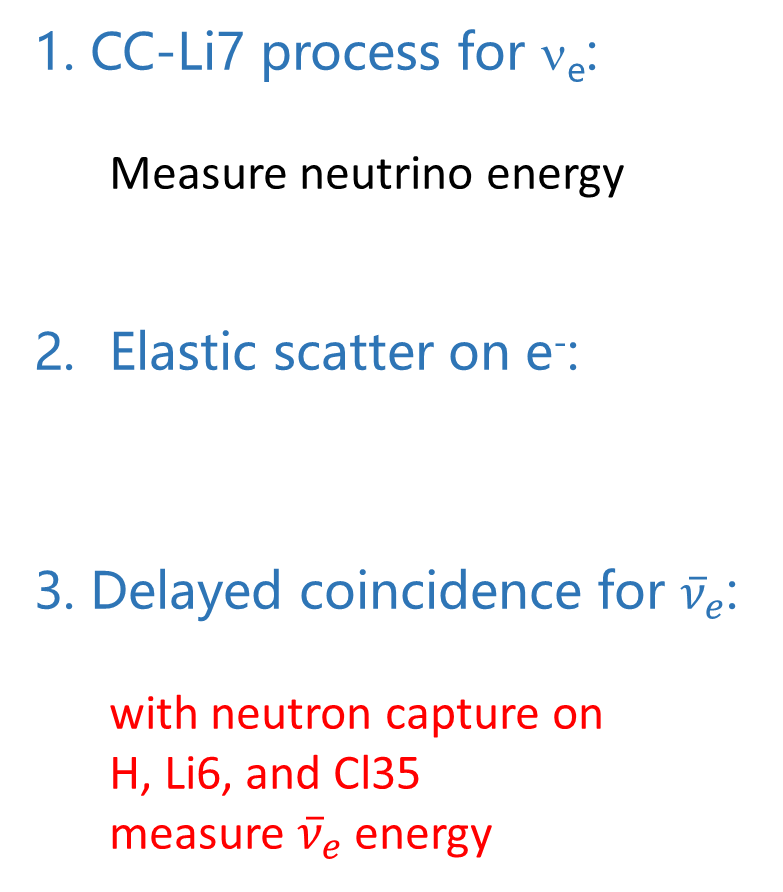 1. CC-Li7 process for νₑ:
Measure neutrino energy
2. Elastic scatter on e⁻:
3. Delayed coincidence for ν̄ₑ:
with neutron capture on
H, Li6, and Cl35
measure ν̄ₑ energy